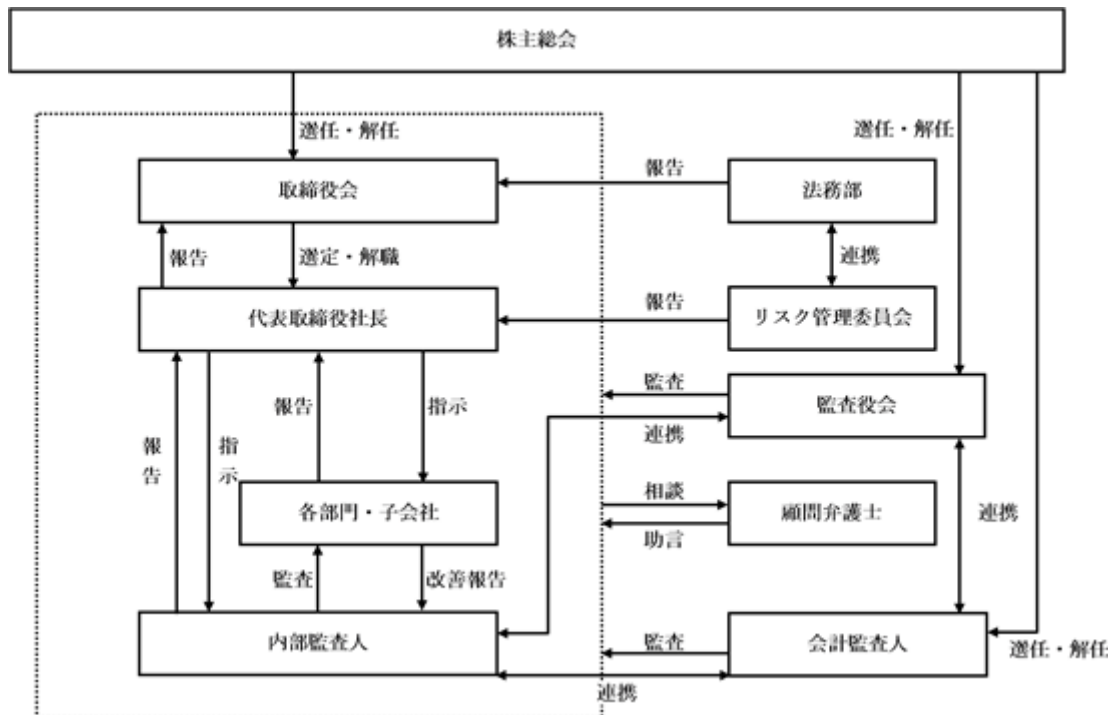 株主総会
選任・解任
選任・解任
取締役会
報告
法務部
報告
選定・解職
連携
代表取締役社長
報告
リスク管理委員会
報告
指示
監査
監査役会
連携
報告
指示
各部門・子会社
相談
顧問弁護士
助言
連携
監査
改善報告
内部監査人
監査
会計監査人
選任・解任
連携